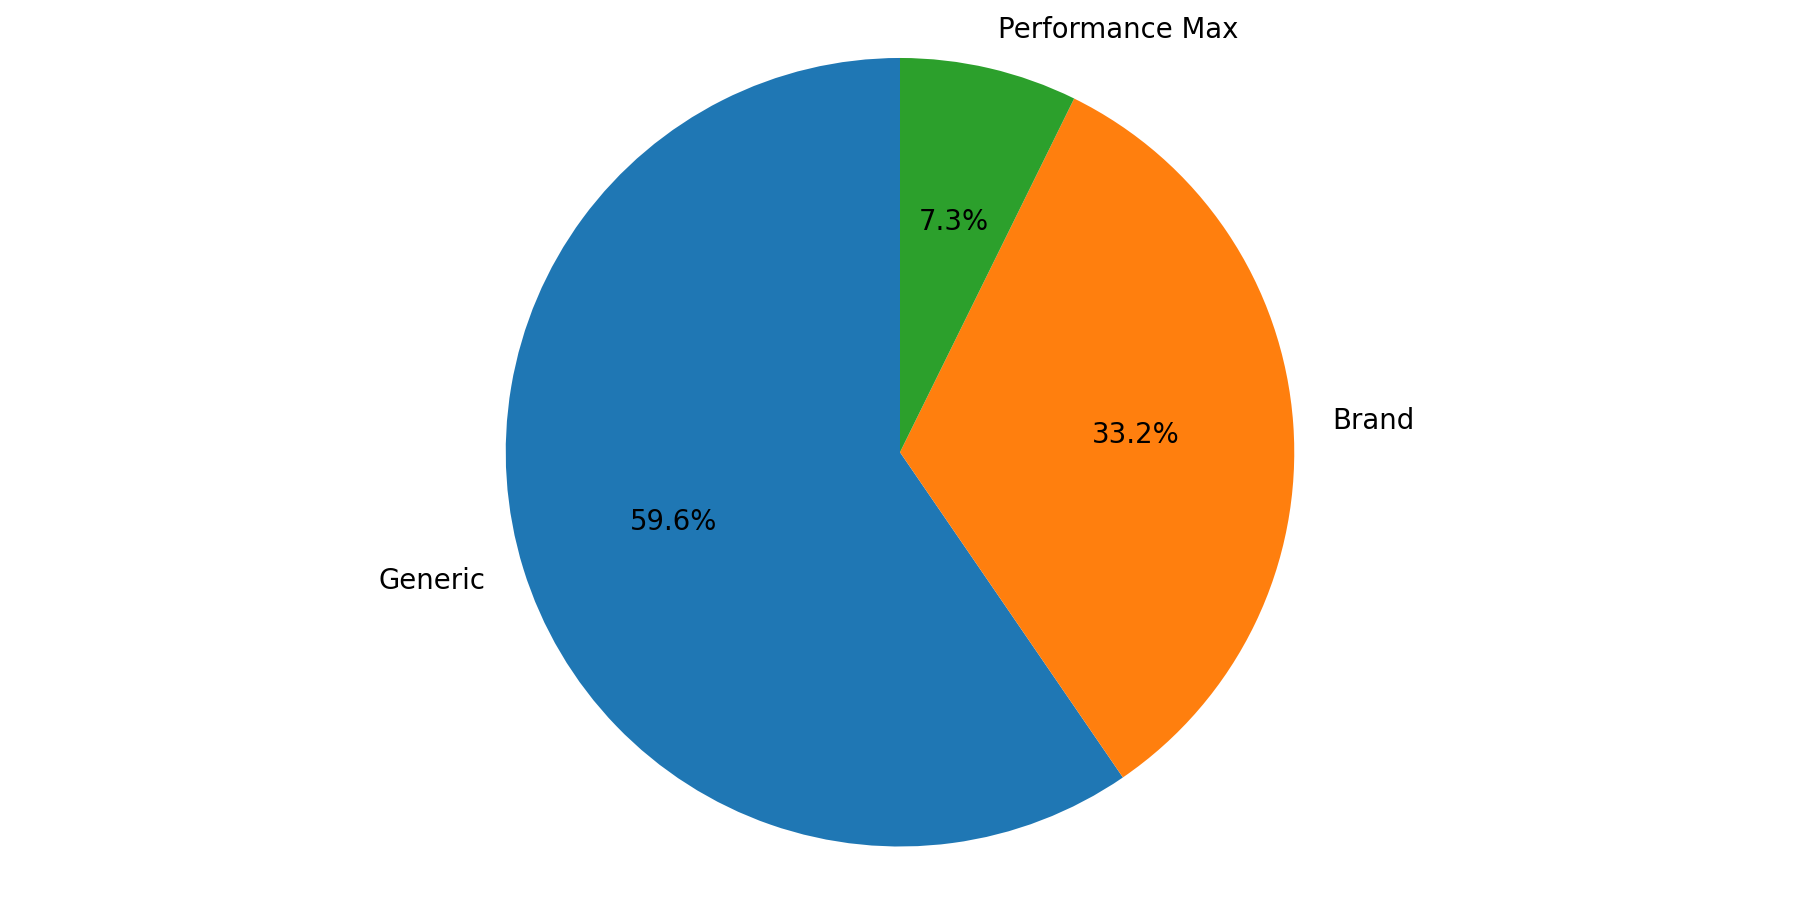 Performance Max
7.3%
Brand
33.2%
59.6%
Generic